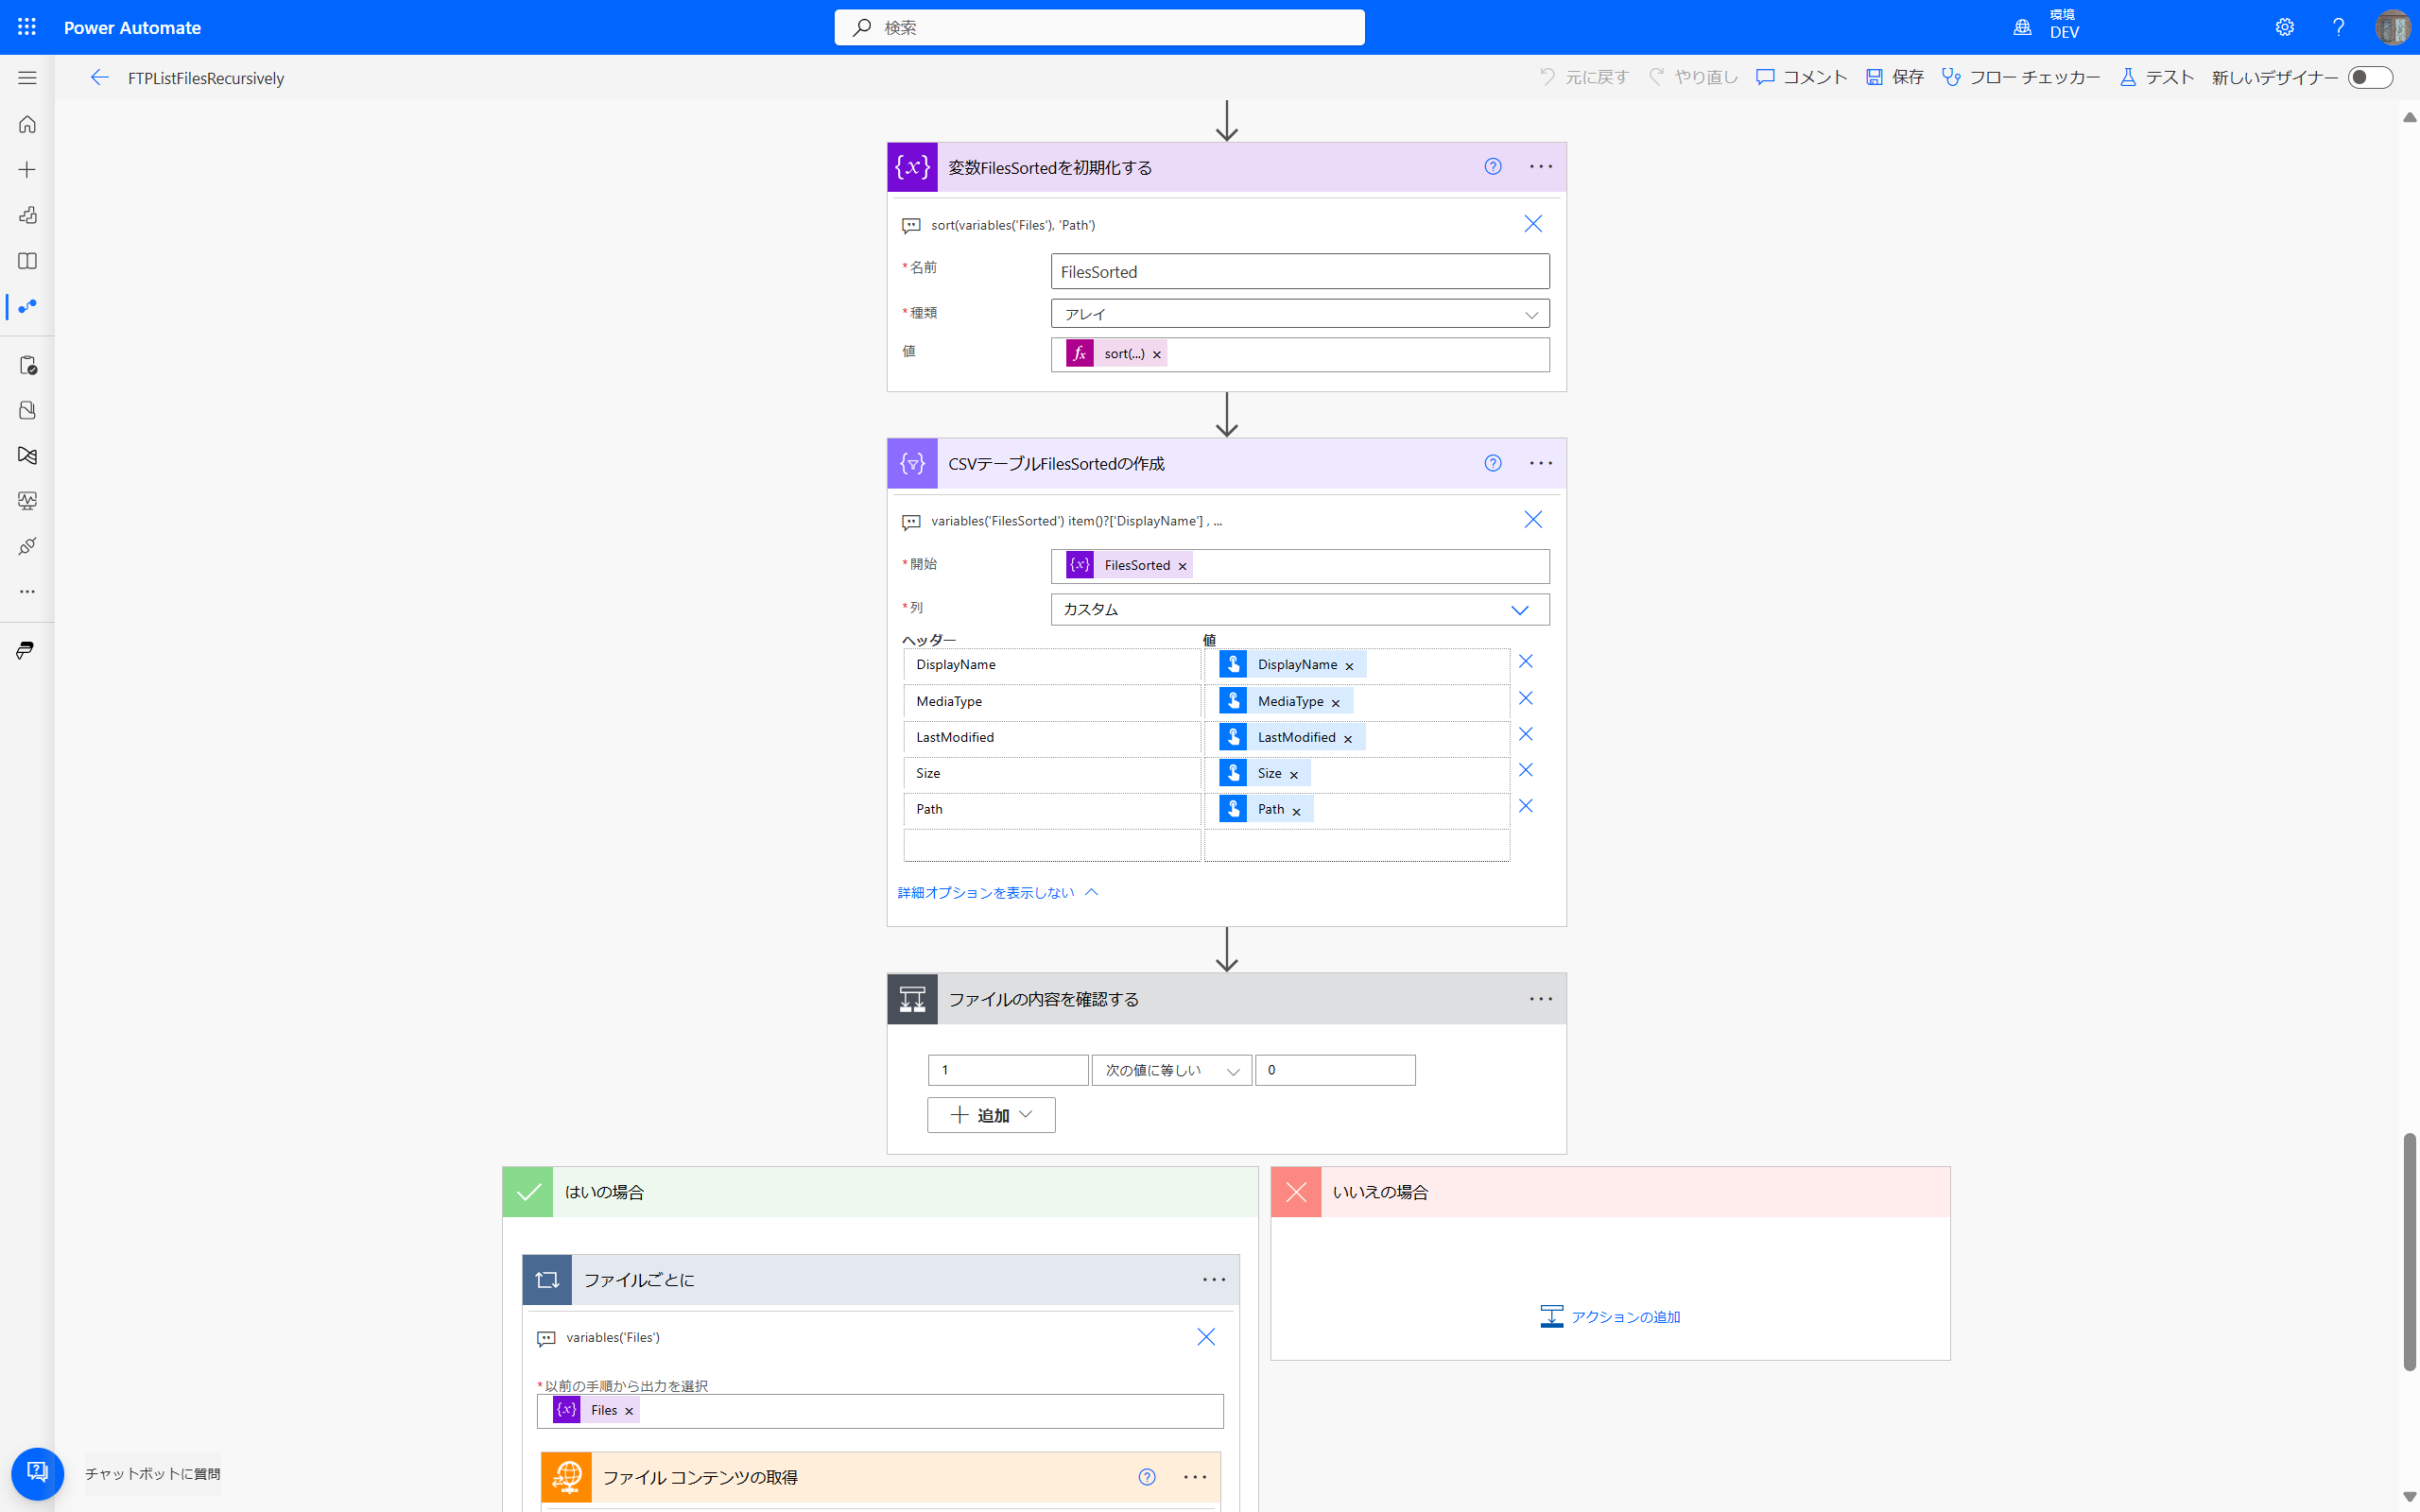 Power Automate
検索
環境
DEV
FTPListFilesRecursively
元に戻す やり直し コメント 保存 フロー チェッカー テスト 新しいデザイナー
変数FilesSortedを初期化する
sort(variables('Files'), 'Path')
*名前
FilesSorted
*種類
アレイ
値
sort(...)
CSVテーブルFilesSortedの作成
variables('FilesSorted') item()?['DisplayName'] , ...
*開始
FilesSorted
*列
カスタム
ヘッダー 値
DisplayName DisplayName
MediaType MediaType
LastModified LastModified
Size Size
Path Path
詳細オプションを表示しない
ファイルの内容を確認する
1 次の値に等しい 0
追加
はいの場合
いいえの場合
ファイルごとに
アクションの追加
variables('Files')
*以前の手順から出力を選択
Files
ファイル コンテンツの取得
チャットボットに質問